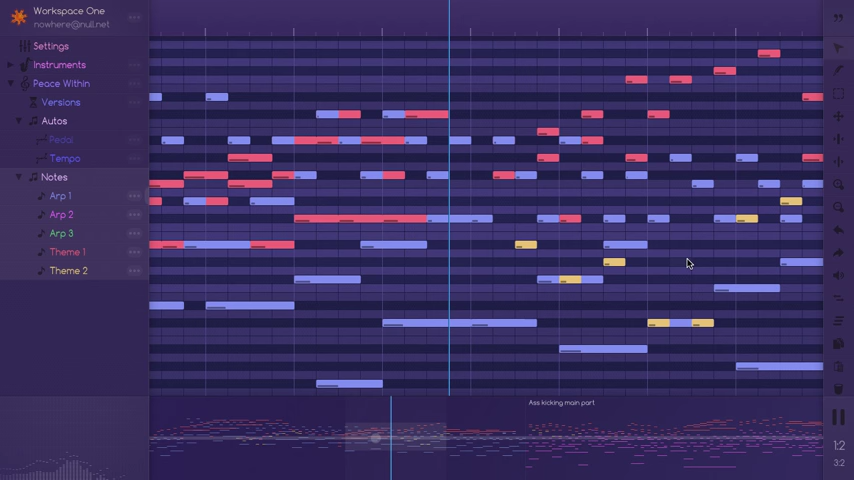 Workspace One
nowhere@null.net
Settings
Instruments
Peace Within
Versions
Autos
Pedal
Tempo
Notes
Arp 1
Arp 2
Arp 3
Theme 1
Theme 2
Ass kicking main part
1:2
3:2